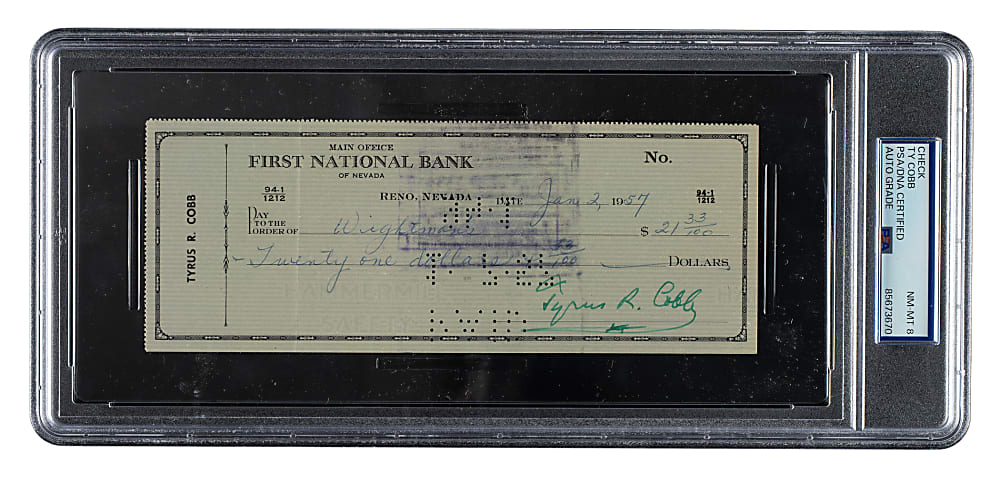 MAIN OFFICE
FIRST NATIONAL BANK
OF NEVADA
No.
94-1
1212
RENO, NEVADA DATE Jan 2, 1957
94-1
1212
PAY
TO THE
ORDER OF Wightmans $ 21 33/100
Twenty one dollars & 33/100 DOLLARS
Tyrus R. Cobb
TYRUS R. COBB
CHECK
TY COBB
PSA/DNA CERTIFIED
AUTO GRADE NM-MT 8
PSA
85673670